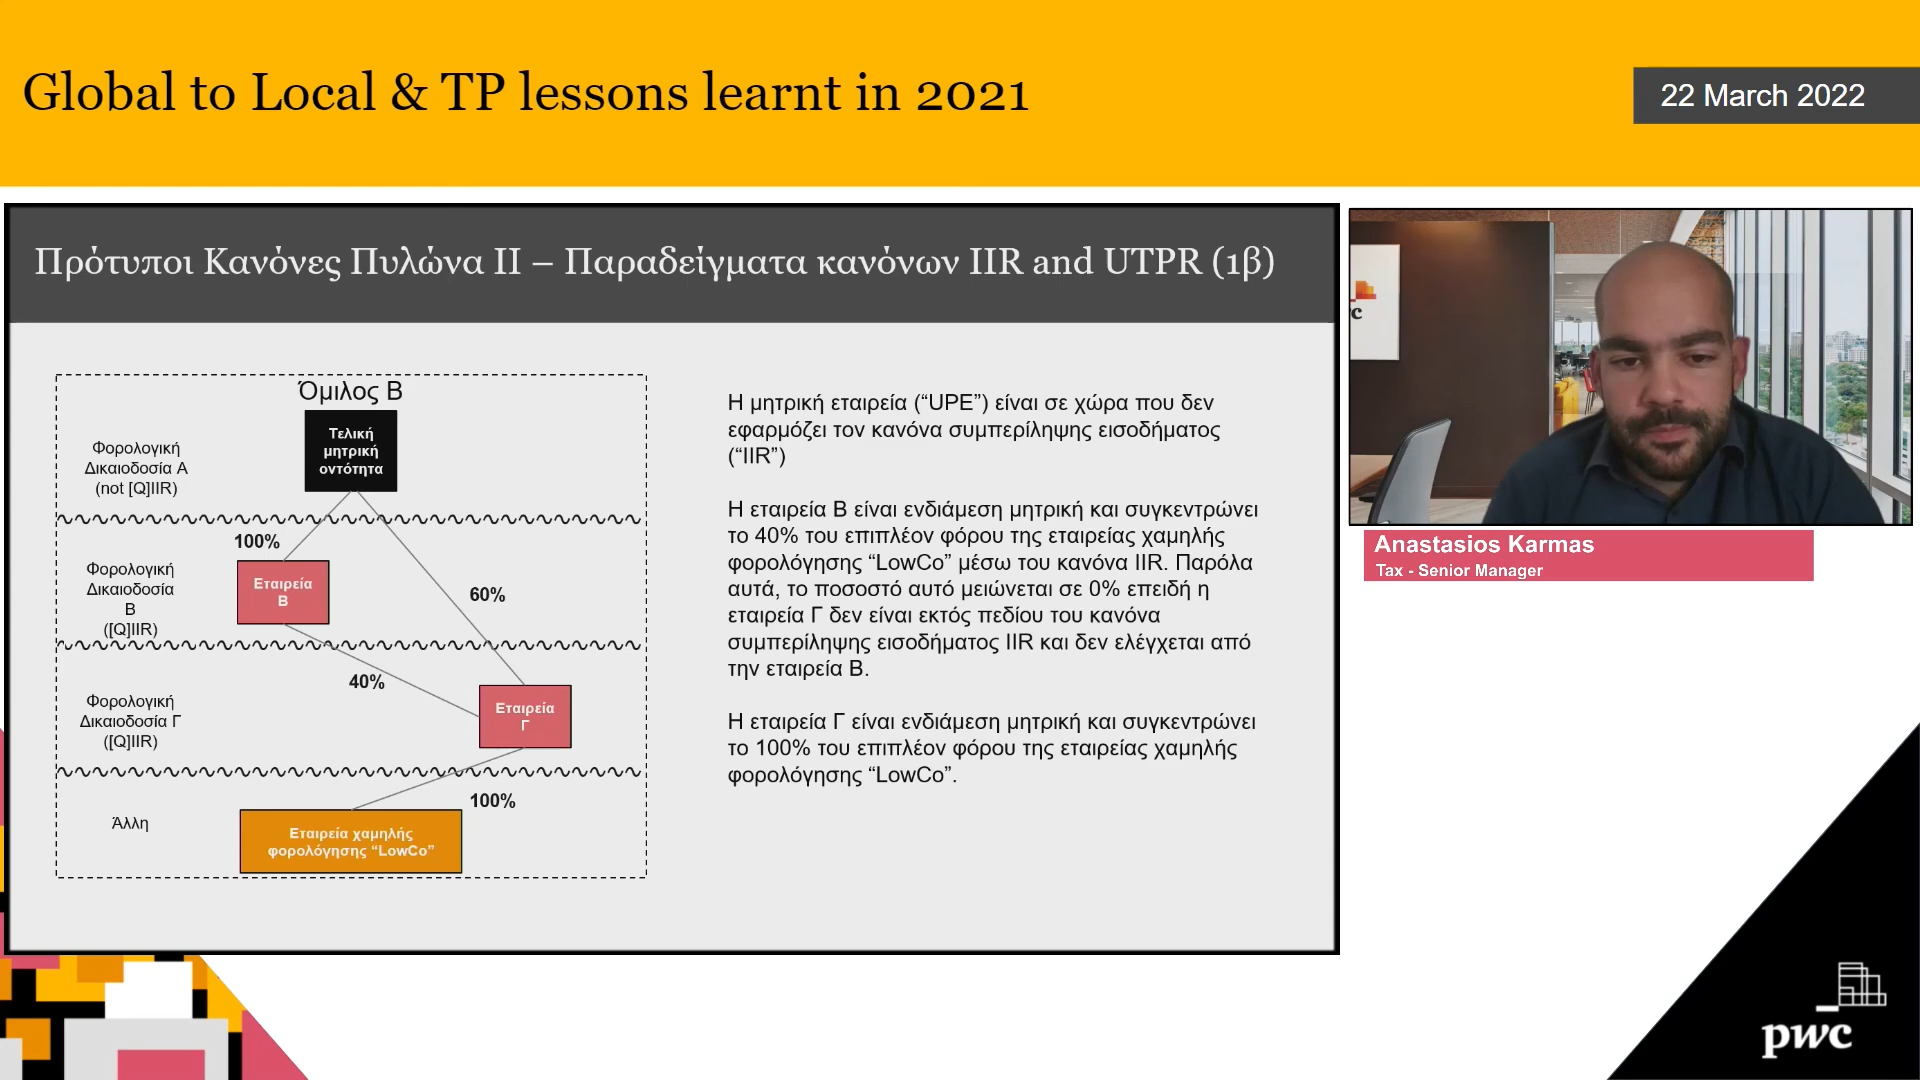 Global to Local & TP lessons learnt in 2021
22 March 2022
Πρότυποι Κανόνες Πυλώνα II – Παραδείγματα κανόνων IIR and UTPR (1β)
Όμιλος Β
Φορολογική
Δικαιοδοσία Α
(not [Q]IIR)
Τελική
μητρική
οντότητα
100%
Φορολογική
Δικαιοδοσία
Β
([Q]IIR)
Εταιρεία
Β
60%
40%
Φορολογική
Δικαιοδοσία Γ
([Q]IIR)
Εταιρεία
Γ
100%
Άλλη
Εταιρεία χαμηλής
φορολόγησης “LowCo”
Η μητρική εταιρεία (“UPE”) είναι σε χώρα που δεν
εφαρμόζει τον κανόνα συμπερίληψης εισοδήματος
(“IIR”)
Η εταιρεία Β είναι ενδιάμεση μητρική και συγκεντρώνει
το 40% του επιπλέον φόρου της εταιρείας χαμηλής
φορολόγησης “LowCo” μέσω του κανόνα IIR. Παρόλα
αυτά, το ποσοστό αυτό μειώνεται σε 0% επειδή η
εταιρεία Γ δεν είναι εκτός πεδίου του κανόνα
συμπερίληψης εισοδήματος IIR και δεν ελέγχεται από
την εταιρεία Β.
Η εταιρεία Γ είναι ενδιάμεση μητρική και συγκεντρώνει
το 100% του επιπλέον φόρου της εταιρείας χαμηλής
φορολόγησης “LowCo”.
c
Anastasios Karmas
Tax - Senior Manager
pwc